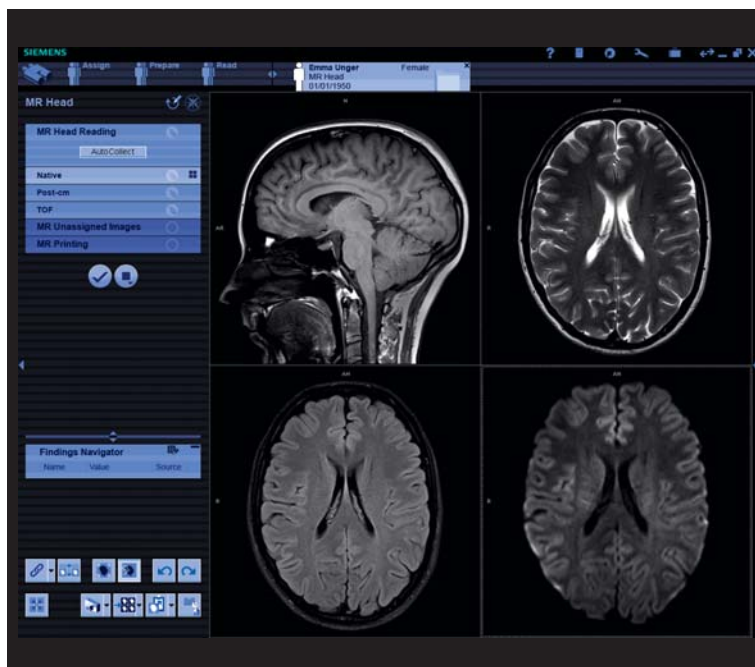 SIEMENS
?
Assign
Prepare
Read
Emma Unger Female
MR Head
01/01/1950
MR Head
MR Head Reading
AutoCollect
Native
Post-cm
TOF
MR Unassigned Images
MR Printing
Findings Navigator
Name Value Source